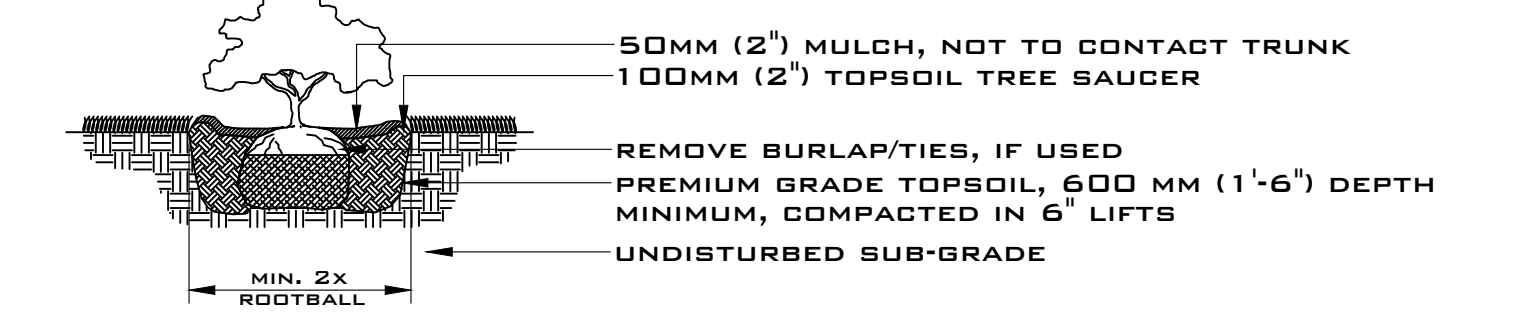 50MM (2") MULCH, NOT TO CONTACT TRUNK
100MM (2") TOPSOIL TREE SAUCER
REMOVE BURLAP/TIES, IF USED
PREMIUM GRADE TOPSOIL, 600 MM (1'-6") DEPTH
MINIMUM, COMPACTED IN 6" LIFTS
UNDISTURBED SUB-GRADE
MIN. 2X
ROOTBALL